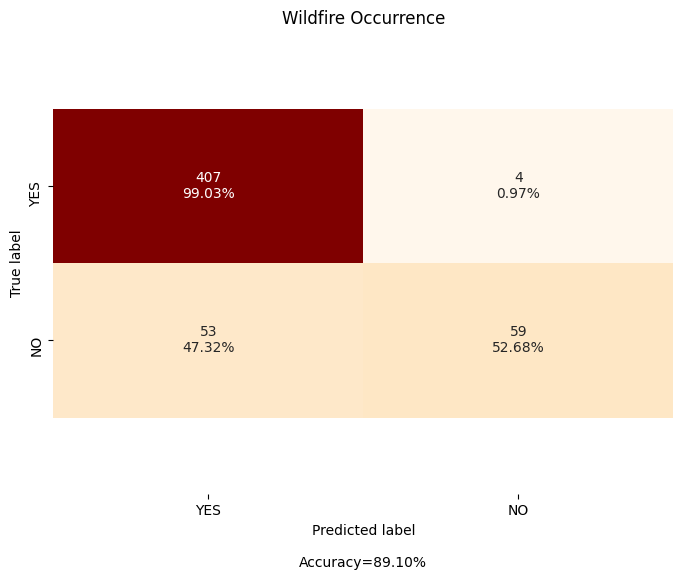 Wildfire Occurrence
True label
YES
407
99.03%
4
0.97%
NO
53
47.32%
59
52.68%
YES
NO
Predicted label
Accuracy=89.10%